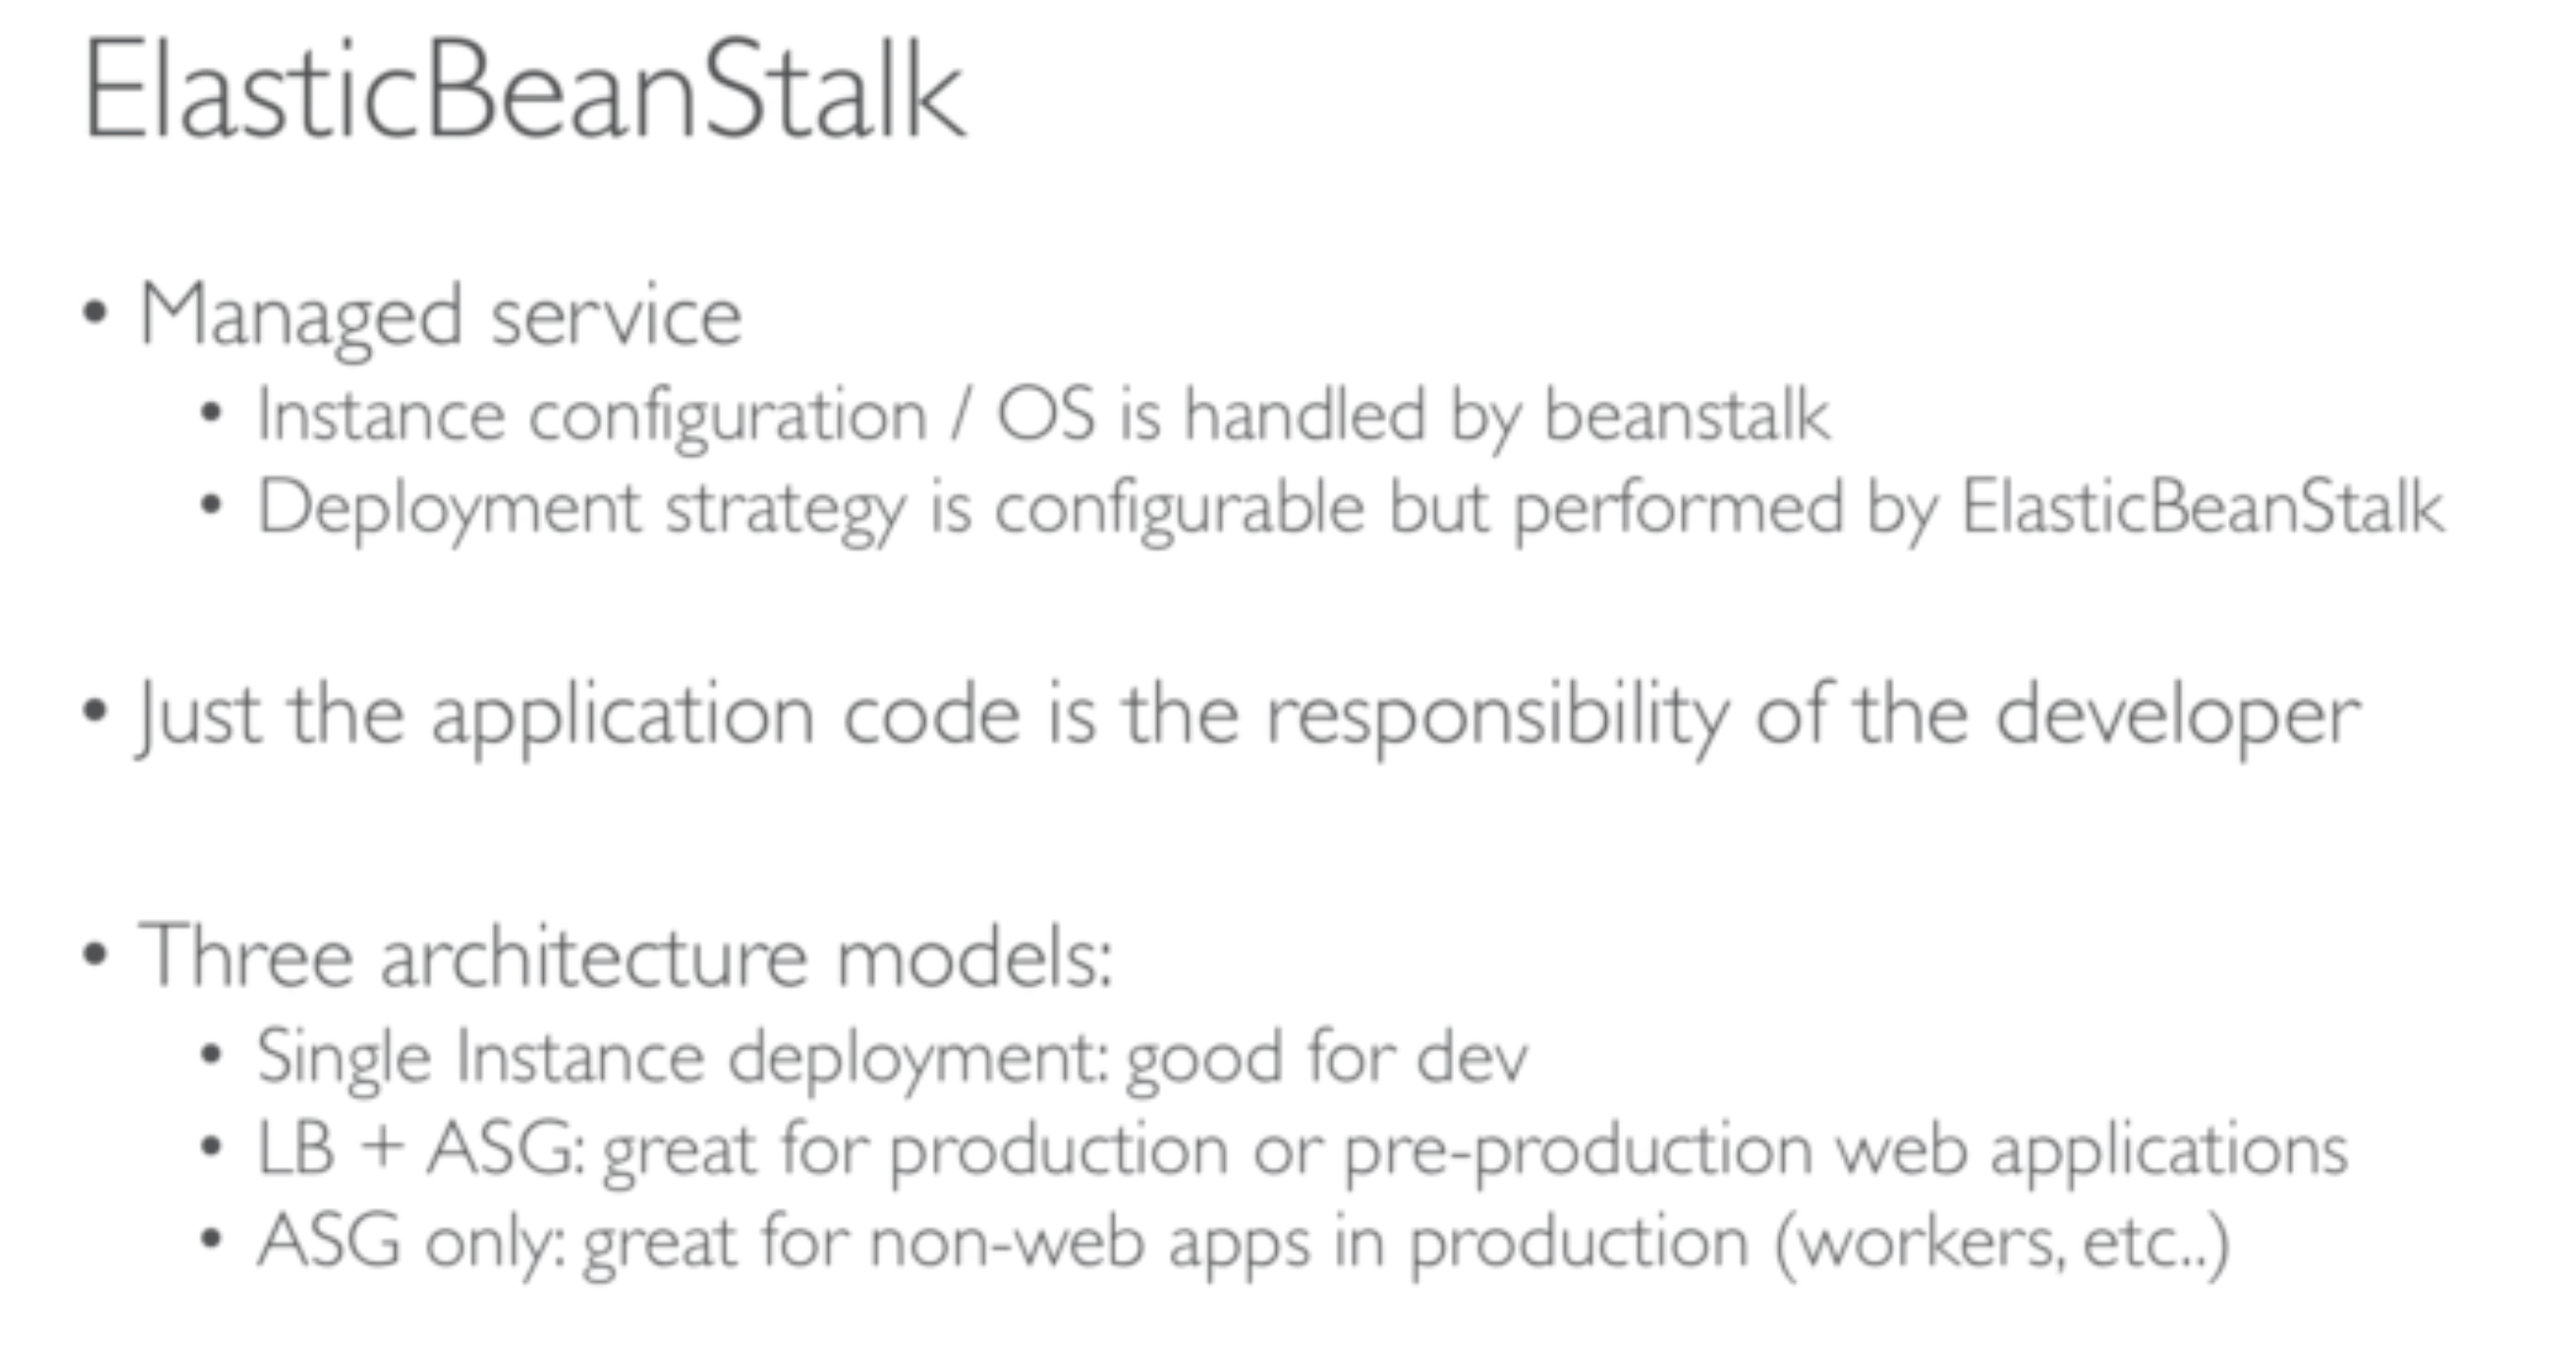 ElasticBeanStalk
• Managed service
• Instance configuration / OS is handled by beanstalk
• Deployment strategy is configurable but performed by ElasticBeanStalk
• Just the application code is the responsibility of the developer
• Three architecture models:
• Single Instance deployment: good for dev
• LB + ASG: great for production or pre-production web applications
• ASG only: great for non-web apps in production (workers, etc..)